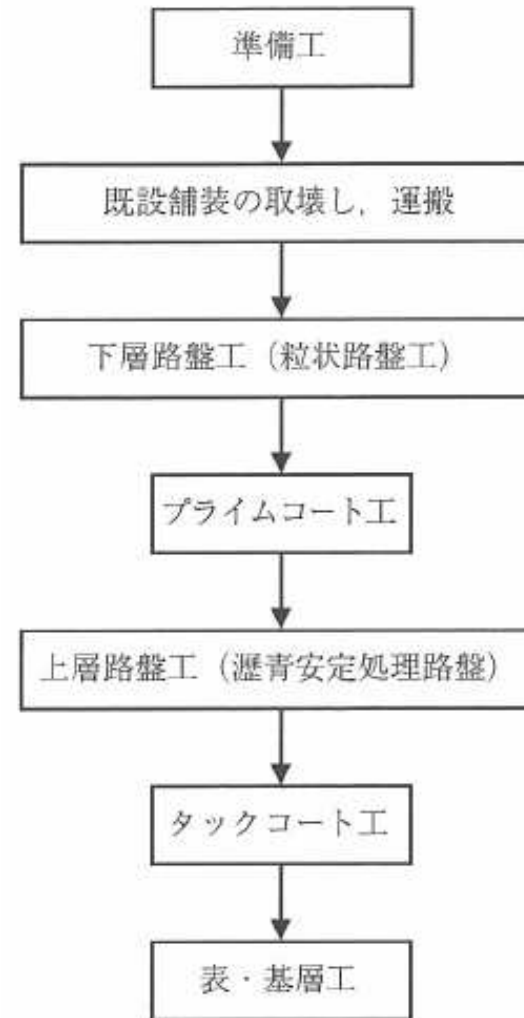 準備工
既設舗装の取壊し，運搬
下層路盤工（粒状路盤工）
プライムコート工
上層路盤工（瀝青安定処理路盤）
タックコート工
表・基層工